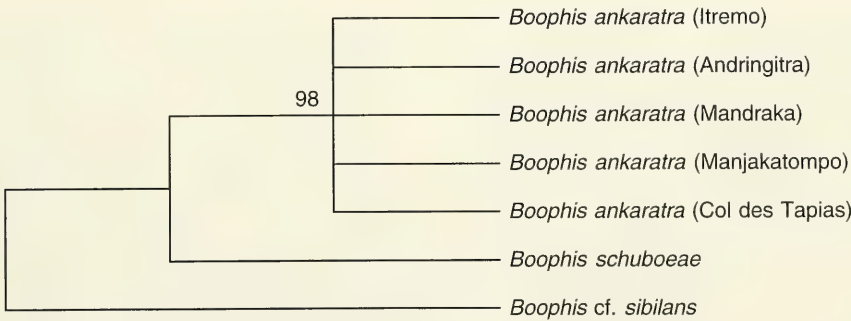 Boophis ankaratra (Itremo)
Boophis ankaratra (Andringitra)
98
Boophis ankaratra (Mandraka)
Boophis ankaratra (Manjakatompo)
Boophis ankaratra (Col des Tapias)
Boophis schuboeae
Boophis cf. sibilans